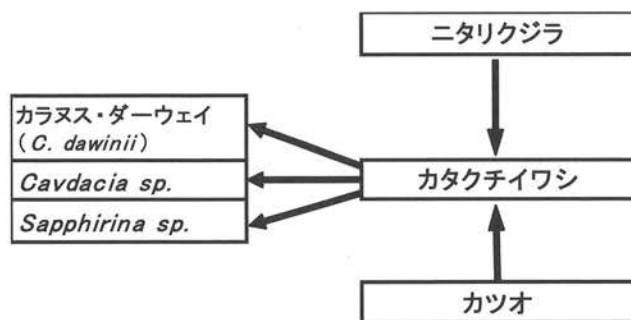 ニタリクジラ
カラヌス・ダーウェイ
( C. dawinii )
Cavdacia sp.
Sapphirina sp.
カタクチイワシ
カツオ